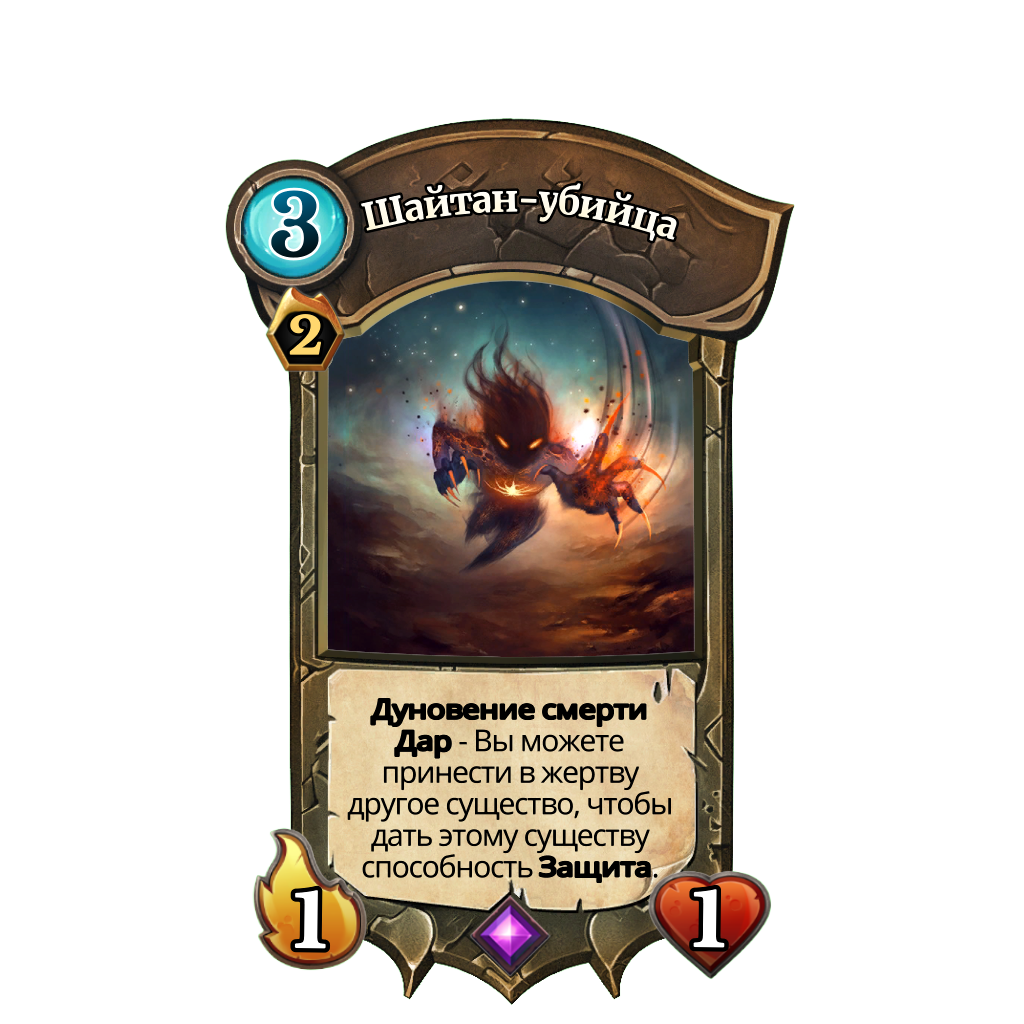 3
Шайтан-убийца
2
Дуновение смерти
Дар - Вы можете
принести в жертву
другое существо, чтобы
дать этому существу
способность Защита.
1
1